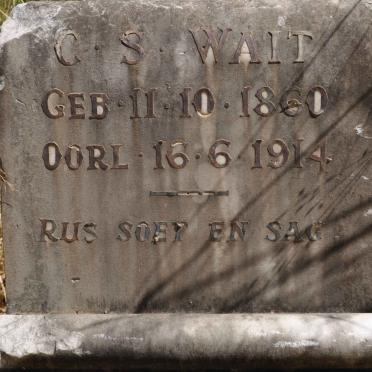 C. S. WAIT
GEB. 11. 10. 1860
OORL. 16. 6. 1914
RUS SOET EN SAG.